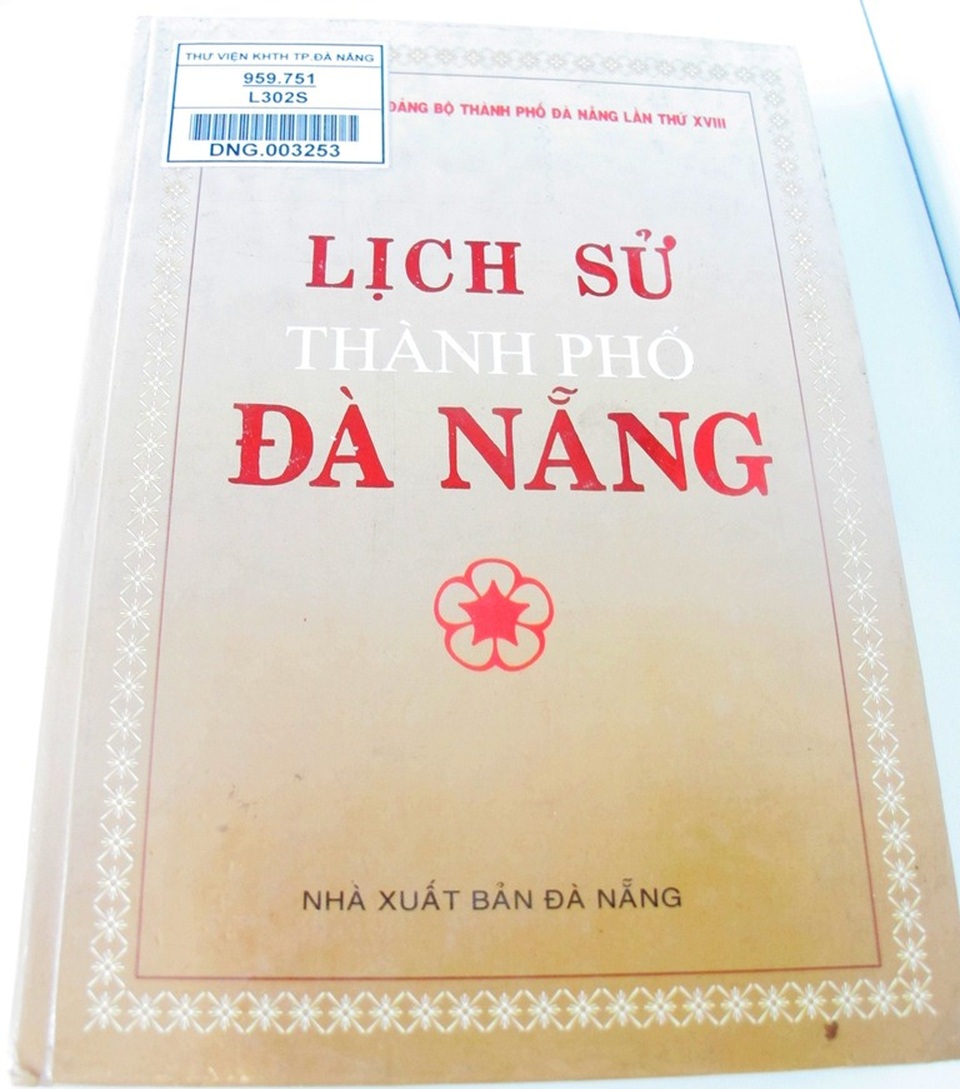 THƯ VIỆN KHTH TP.ĐÀ NẴNG
959.751
L302S
DNG.003253
ĐẢNG BỘ THÀNH PHỐ ĐÀ NẴNG LẦN THỨ XVIII
LỊCH SỬ
THÀNH PHỐ
ĐÀ NẴNG
NHÀ XUẤT BẢN ĐÀ NẴNG